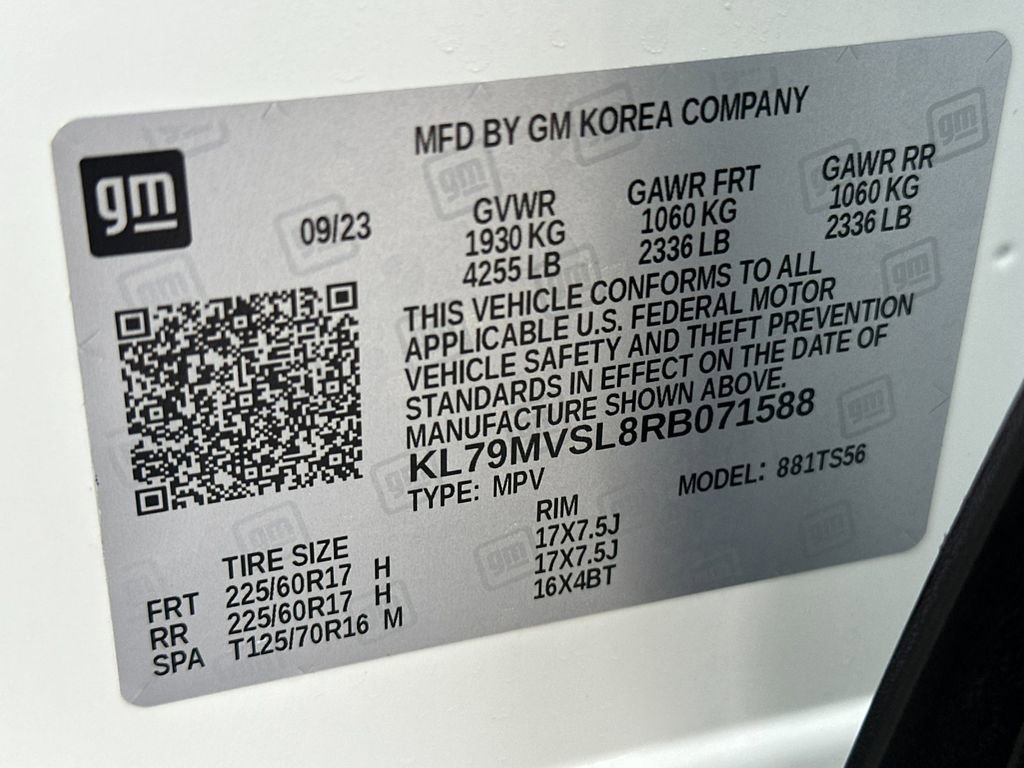 MFD BY GM KOREA COMPANY
gm
09/23
GVWR
1930 KG
4255 LB
GAWR FRT
1060 KG
2336 LB
GAWR RR
1060 KG
2336 LB
THIS VEHICLE CONFORMS TO ALL
APPLICABLE U.S. FEDERAL MOTOR
VEHICLE SAFETY AND THEFT PREVENTION
STANDARDS IN EFFECT ON THE DATE OF
MANUFACTURE SHOWN ABOVE.
KL79MVSL8RB071588
TYPE: MPV
MODEL: 881TS56
TIRE SIZE RIM
FRT 225/60R17 H 17X7.5J
RR 225/60R17 H 17X7.5J
SPA T125/70R16 M 16X4BT